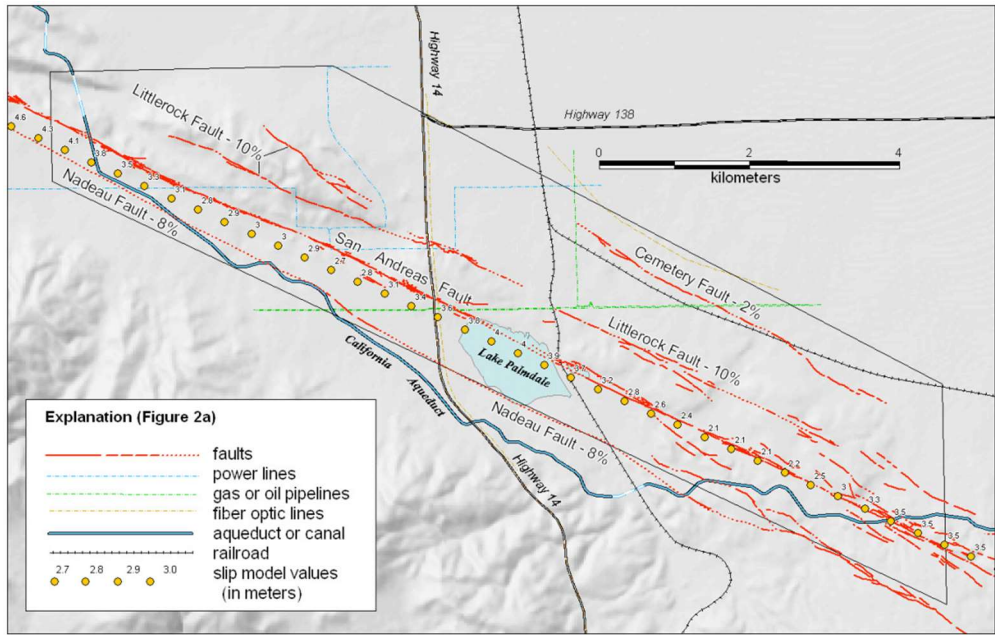 Highway 14
Highway 138
0 2 4
kilometers
Littlerock Fault - 10%
Nadeau Fault - 8%
San Andreas Fault
Cemetery Fault - 2%
Littlerock Fault - 10%
Nadeau Fault - 8%
California Aqueduct
Lake Palmdale
Highway 14
4.6
4.3
4.1
3.8
3.5
3.3
3.1
2.8
2.9
3
3
2.9
2.7
2.8
3.1
3.4
3.6
4
4
3.9
3.2
2.8
2.6
2.4
2.1
2.1
2.1
2.2
2.5
3
3.3
3.5
3.5
3.5
3.5
Explanation (Figure 2a)
faults
power lines
gas or oil pipelines
fiber optic lines
aqueduct or canal
railroad
2.7 2.8 2.9 3.0 slip model values
(in meters)